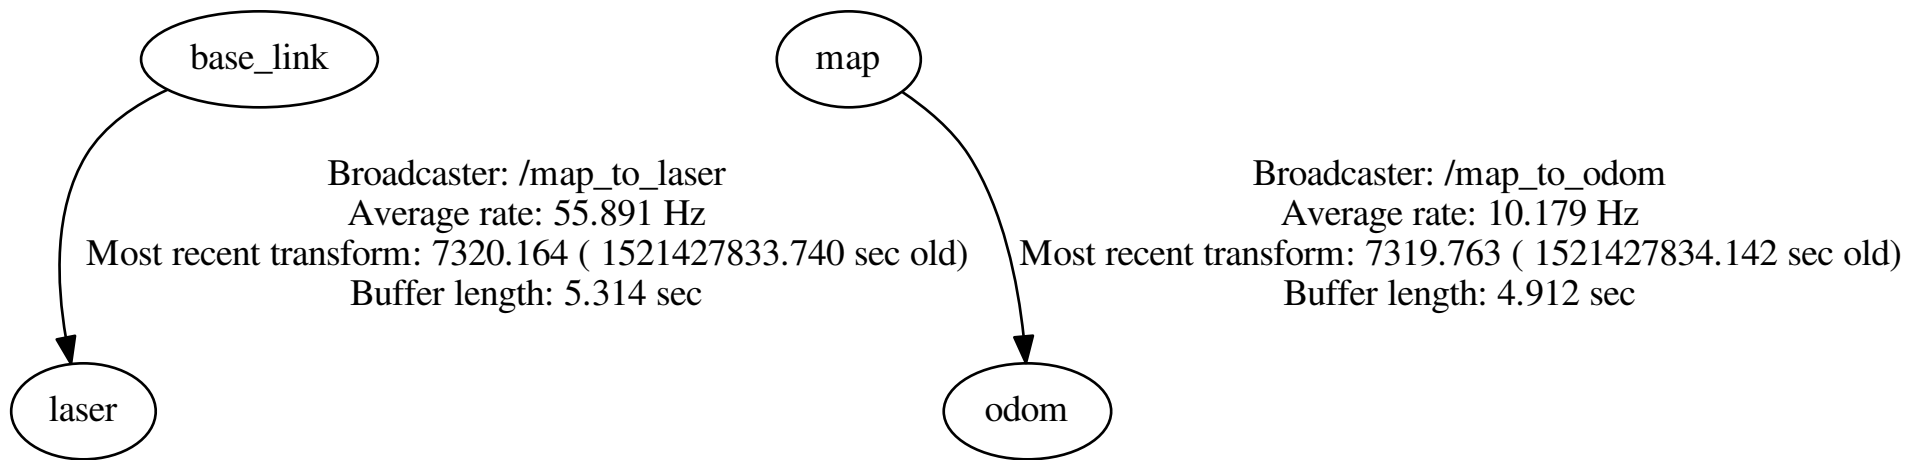 base_link
map
Broadcaster: /map_to_laser
Average rate: 55.891 Hz
Most recent transform: 7320.164 ( 1521427833.740 sec old)
Buffer length: 5.314 sec
Broadcaster: /map_to_odom
Average rate: 10.179 Hz
Most recent transform: 7319.763 ( 1521427834.142 sec old)
Buffer length: 4.912 sec
laser
odom